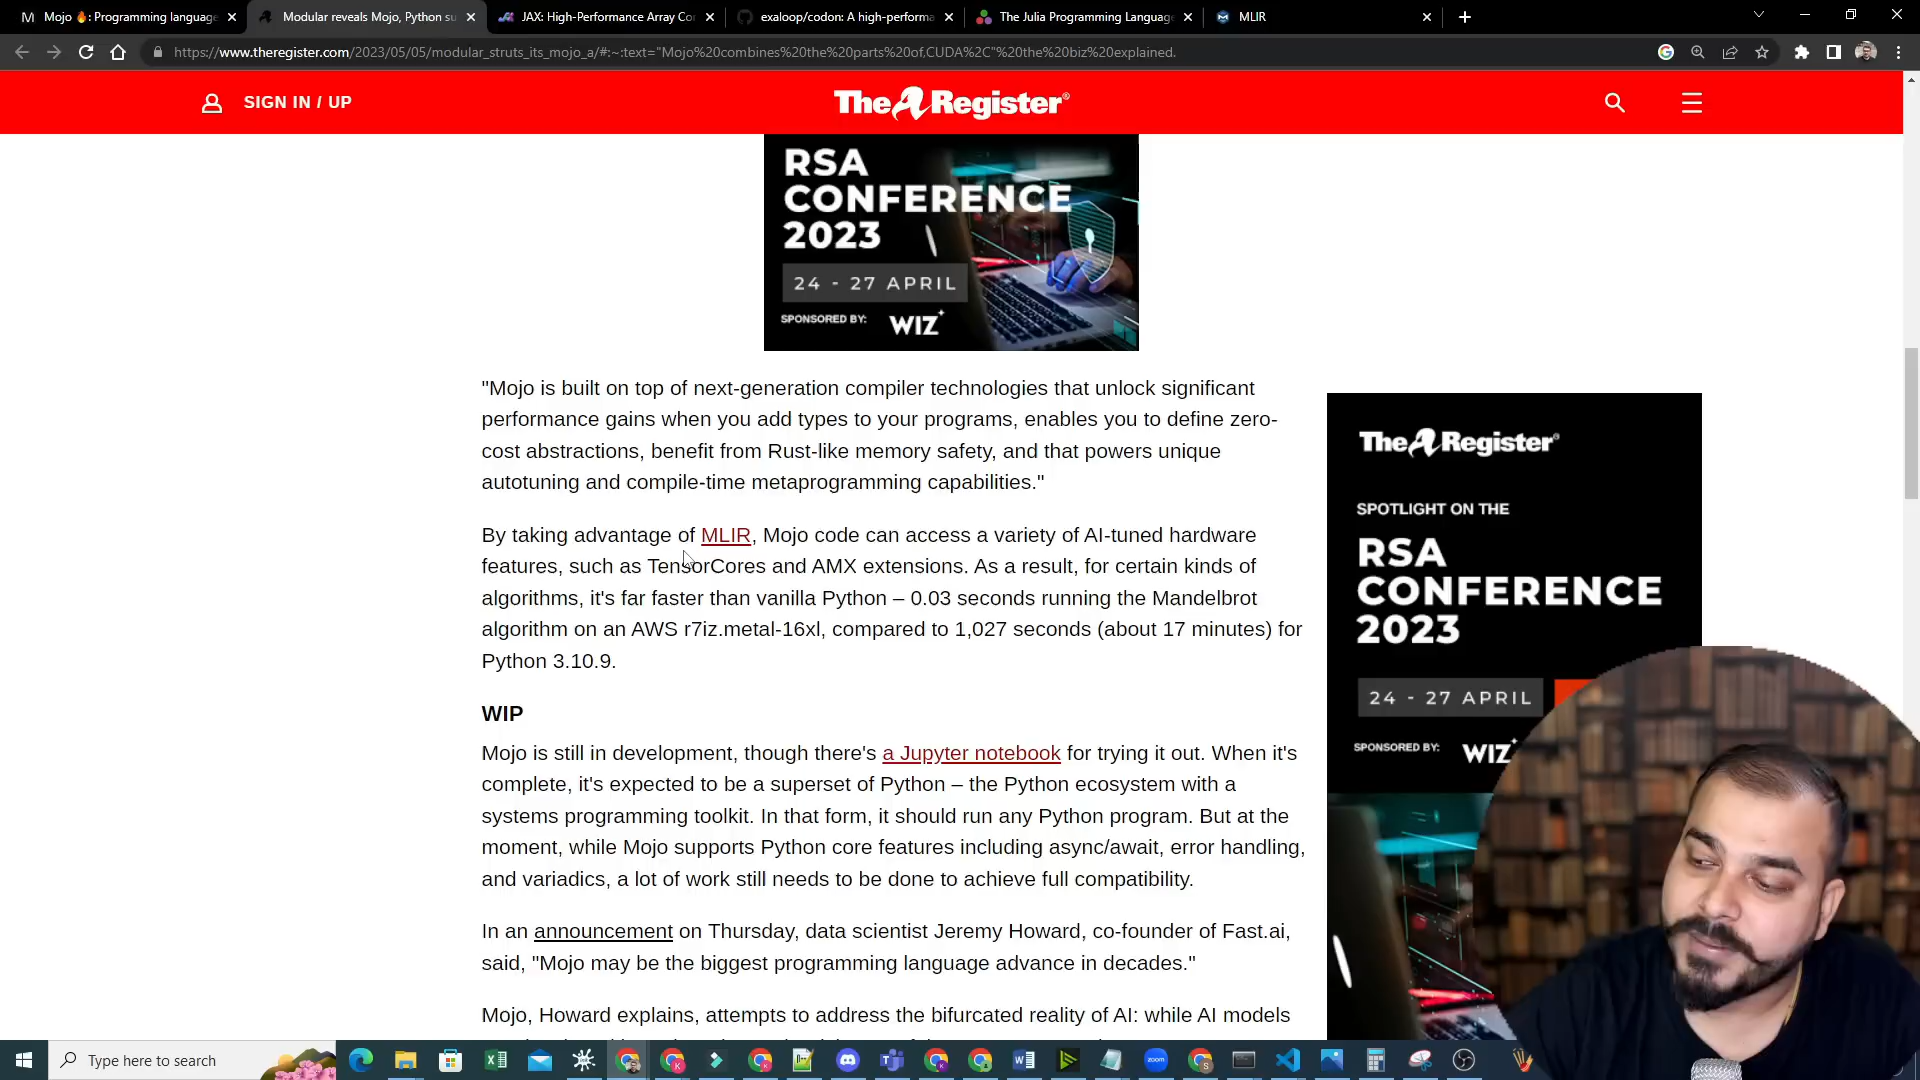 Mojo 🔥: Programming language
Modular reveals Mojo, Python su
JAX: High-Performance Array Co
exaloop/codon: A high-performa
The Julia Programming Language
MLIR
https://www.theregister.com/2023/05/05/modular_struts_its_mojo_a/#:~:text="Mojo%20combines%20the%20parts%20of,CUDA%2C"%20the%20biz%20explained.
SIGN IN / UP
The Register®
RSA
CONFERENCE
2023
24 - 27 APRIL
SPONSORED BY: WIZ
"Mojo is built on top of next-generation compiler technologies that unlock significant
performance gains when you add types to your programs, enables you to define zero-
cost abstractions, benefit from Rust-like memory safety, and that powers unique
autotuning and compile-time metaprogramming capabilities."
By taking advantage of MLIR, Mojo code can access a variety of AI-tuned hardware
features, such as TensorCores and AMX extensions. As a result, for certain kinds of
algorithms, it's far faster than vanilla Python – 0.03 seconds running the Mandelbrot
algorithm on an AWS r7iz.metal-16xl, compared to 1,027 seconds (about 17 minutes) for
Python 3.10.9.
WIP
Mojo is still in development, though there's a Jupyter notebook for trying it out. When it's
complete, it's expected to be a superset of Python – the Python ecosystem with a
systems programming toolkit. In that form, it should run any Python program. But at the
moment, while Mojo supports Python core features including async/await, error handling,
and variadics, a lot of work still needs to be done to achieve full compatibility.
In an announcement on Thursday, data scientist Jeremy Howard, co-founder of Fast.ai,
said, "Mojo may be the biggest programming language advance in decades."
Mojo, Howard explains, attempts to address the bifurcated reality of AI: while AI models
The Register®
SPOTLIGHT ON THE
RSA
CONFERENCE
2023
24 - 27 APRIL
SPONSORED BY: WIZ
Type here to search